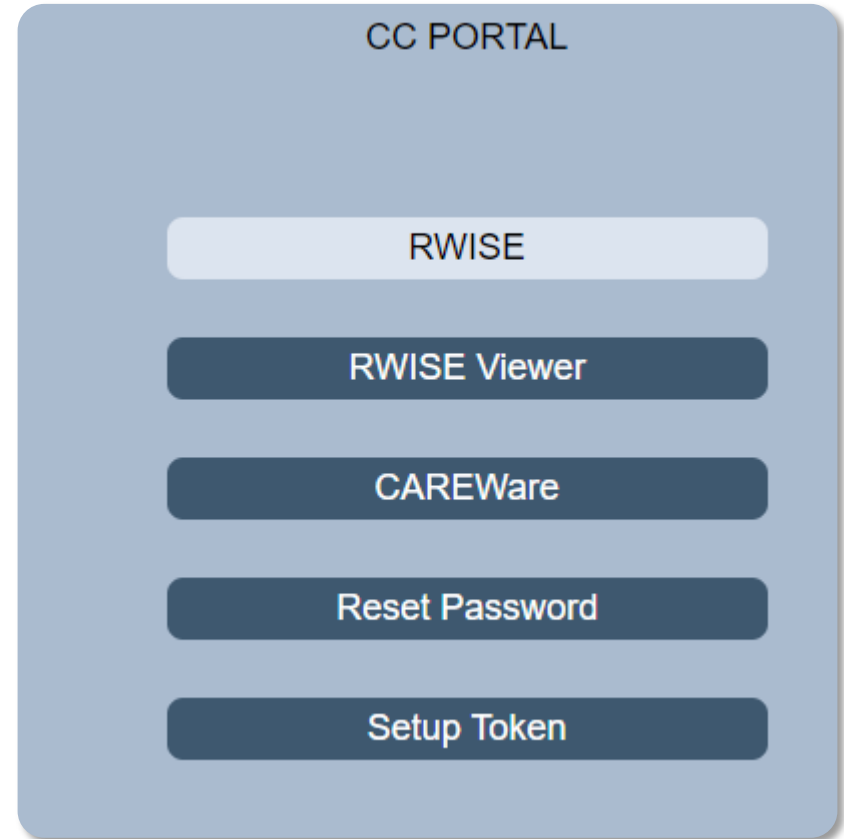 CC PORTAL
RWISE
RWISE Viewer
CAREWare
Reset Password
Setup Token